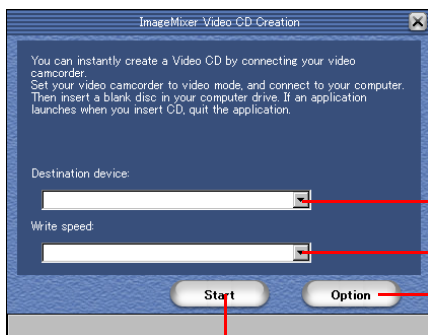 ImageMixer Video CD Creation
You can instantly create a Video CD by connecting your video
camcorder.
Set your video camcorder to video mode, and connect to your computer.
Then insert a blank disc in your computer drive. If an application
launches when you insert CD, quit the application.
Destination device:
Write speed:
Start
Option